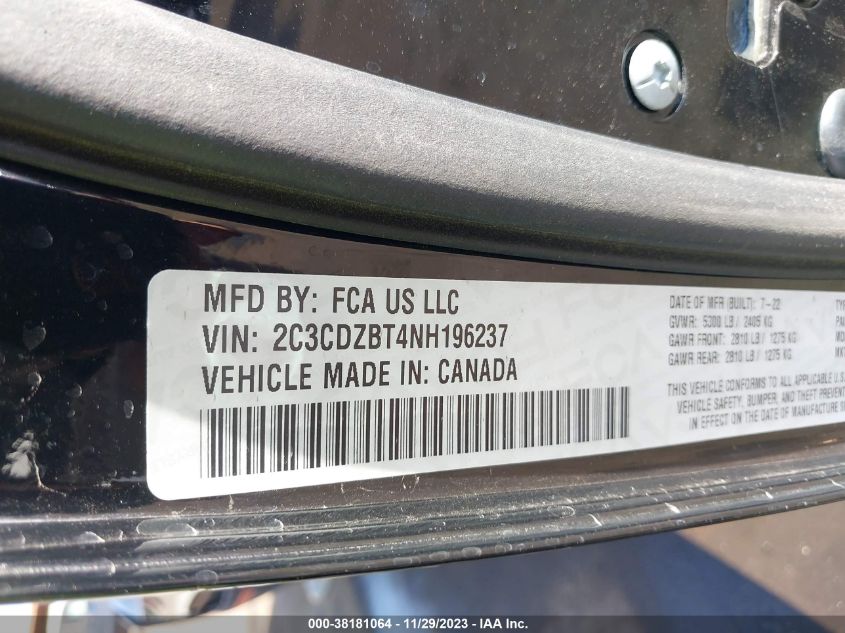 MFD BY: FCA US LLC
VIN: 2C3CDZBT4NH196237
VEHICLE MADE IN: CANADA
DATE OF MFR (BUILT): 7-22
GVWR: 5300 LB / 2405 KG
GAWR FRONT: 2810 LB / 1275 KG
GAWR REAR: 2810 LB / 1275 KG
THIS VEHICLE CONFORMS TO ALL APPLICABLE U.S.
VEHICLE SAFETY, BUMPER, AND THEFT PREVENT
IN EFFECT ON THE DATE OF MANUFACTURE
000-38181064 | 11/29/2023 - IAA Inc.